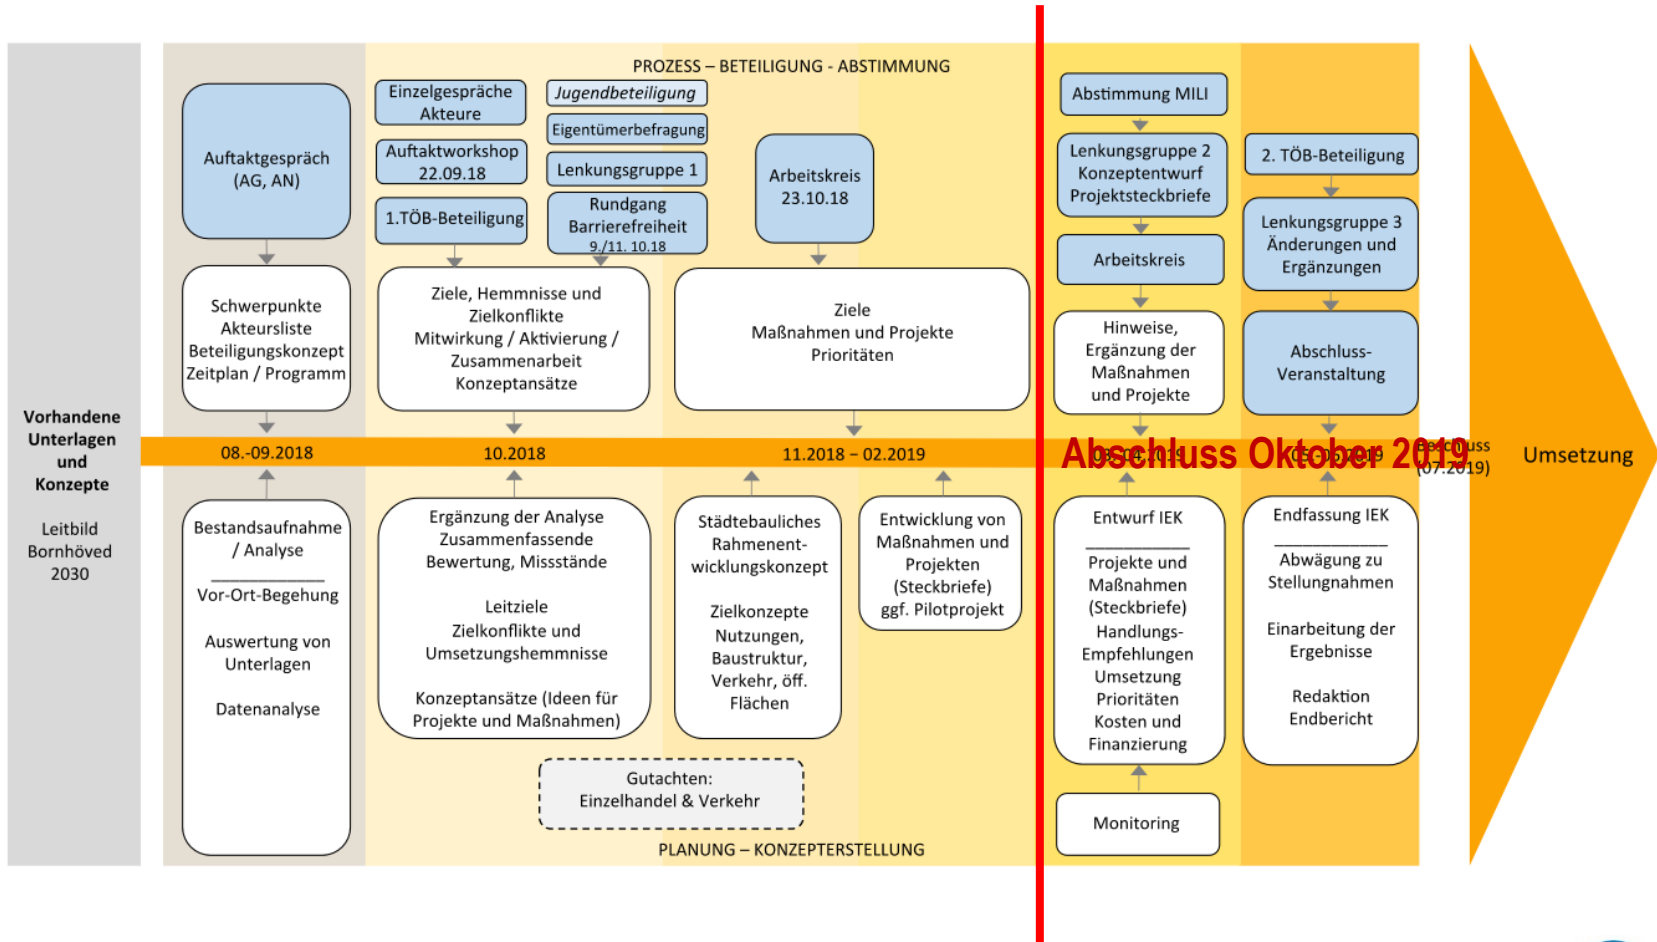 PROZESS – BETEILIGUNG - ABSTIMMUNG
Vorhandene
Unterlagen
und
Konzepte
Leitbild
Bornhöved
2030
Auftaktgespräch
(AG, AN)
Schwerpunkte
Akteursliste
Beteiligungskonzept
Zeitplan / Programm
08.-09.2018
Bestandsaufnahme
/ Analyse
Vor-Ort-Begehung
Auswertung von
Unterlagen
Datenanalyse
Einzelgespräche
Akteure
Auftaktworkshop
22.09.18
1.TÖB-Beteiligung
Jugendbeteiligung
Eigentümerbefragung
Lenkungsgruppe 1
Rundgang
Barrierefreiheit
9./11. 10.18
Ziele, Hemmnisse und
Zielkonflikte
Mitwirkung / Aktivierung /
Zusammenarbeit
Konzeptansätze
10.2018
Ergänzung der Analyse
Zusammenfassende
Bewertung, Missstände
Leitziele
Zielkonflikte und
Umsetzungshemmnisse
Konzeptansätze (Ideen für
Projekte und Maßnahmen)
Arbeitskreis
23.10.18
Ziele
Maßnahmen und Projekte
Prioritäten
11.2018 – 02.2019
Städtebauliches
Rahmenent-
wicklungskonzept
Zielkonzepte
Nutzungen,
Baustruktur,
Verkehr, öff.
Flächen
Entwicklung von
Maßnahmen und
Projekten
(Steckbriefe)
ggf. Pilotprojekt
Gutachten:
Einzelhandel & Verkehr
Abstimmung MILI
Lenkungsgruppe 2
Konzeptentwurf
Projektsteckbriefe
Arbeitskreis
Hinweise,
Ergänzung der
Maßnahmen
und Projekte
Abschluss Oktober 2019
Entwurf IEK
Projekte und
Maßnahmen
(Steckbriefe)
Handlungs-
Empfehlungen
Umsetzung
Prioritäten
Kosten und
Finanzierung
Monitoring
2. TÖB-Beteiligung
Lenkungsgruppe 3
Änderungen und
Ergänzungen
Abschluss-
Veranstaltung
Endfassung IEK
Abwägung zu
Stellungnahmen
Einarbeitung der
Ergebnisse
Redaktion
Endbericht
(07.2019)
Umsetzung
PLANUNG – KONZEPTERSTELLUNG